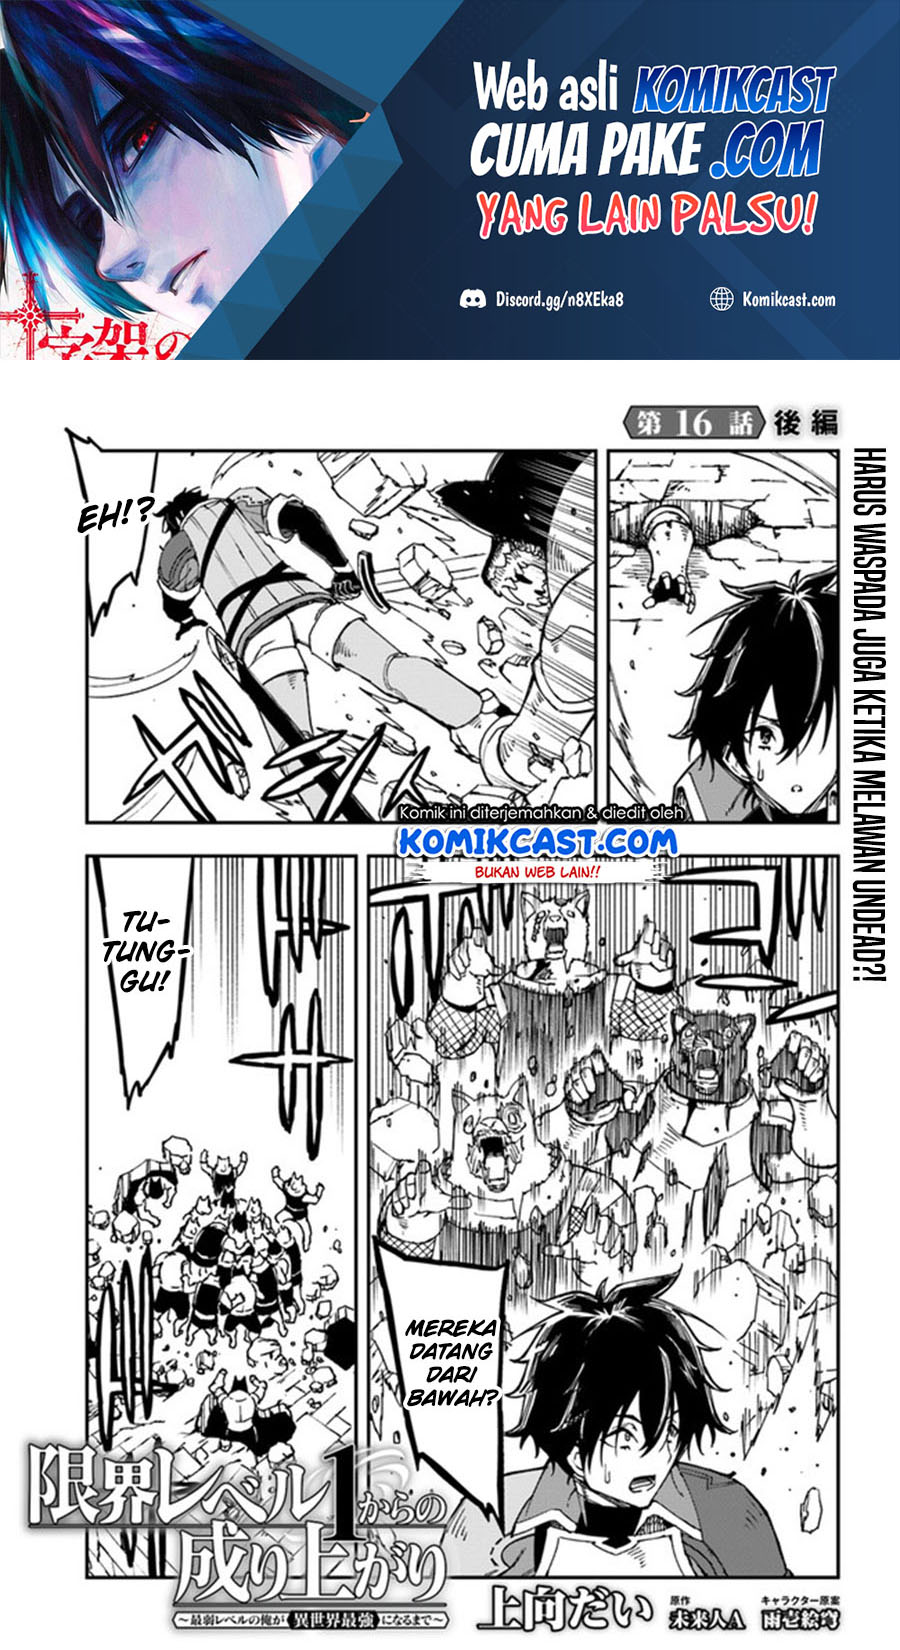 Web asli KOMIKCAST
CUMA PAKE .COM
YANG LAIN PALSU!
Discord.gg/n8XEka8
Komikcast.com
第16話 後編
HARUS WASPADA JUGA KETIKA MELAWAN UNDEAD?!
EH!?
Komik ini diterjemahkan & diedit oleh
KOMIKCAST.COM
BUKAN WEB LAIN!!
TU-
TUNG-
GU!
MEREKA
DATANG
DARI
BAWAH?
限界レベル1からの
成り上がり
～最弱レベルの俺が異世界最強になるまで～
上向だい
原作
未来人A
キャラクター原案
雨壱絵穹